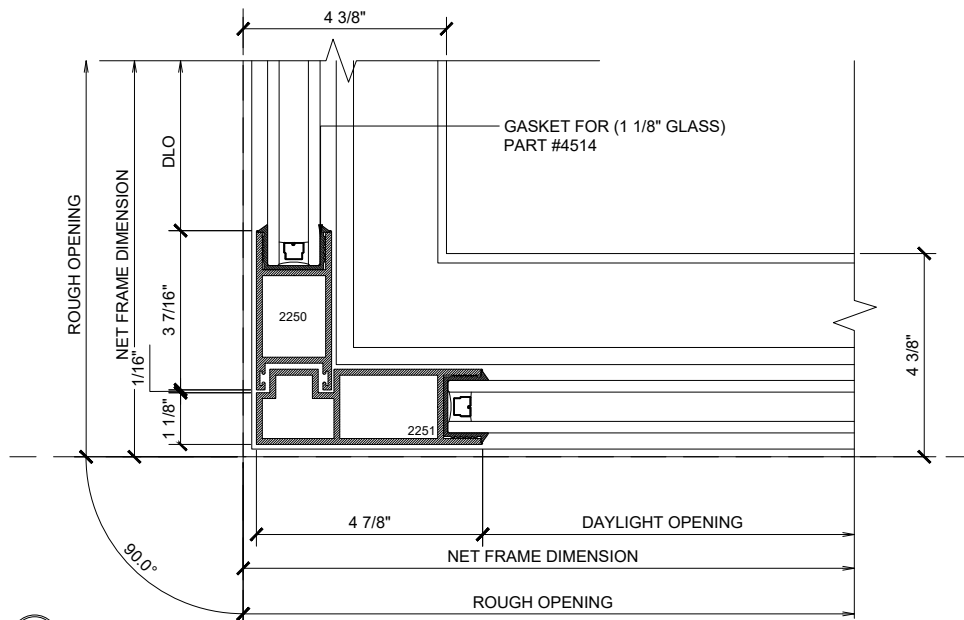 4 3/8"
GASKET FOR (1 1/8" GLASS)
PART #4514
DLO
ROUGH OPENING
NET FRAME DIMENSION
3 7/16"
1/16"
1 1/8"
2250
2251
4 3/8"
4 7/8"
DAYLIGHT OPENING
NET FRAME DIMENSION
ROUGH OPENING
90.0°